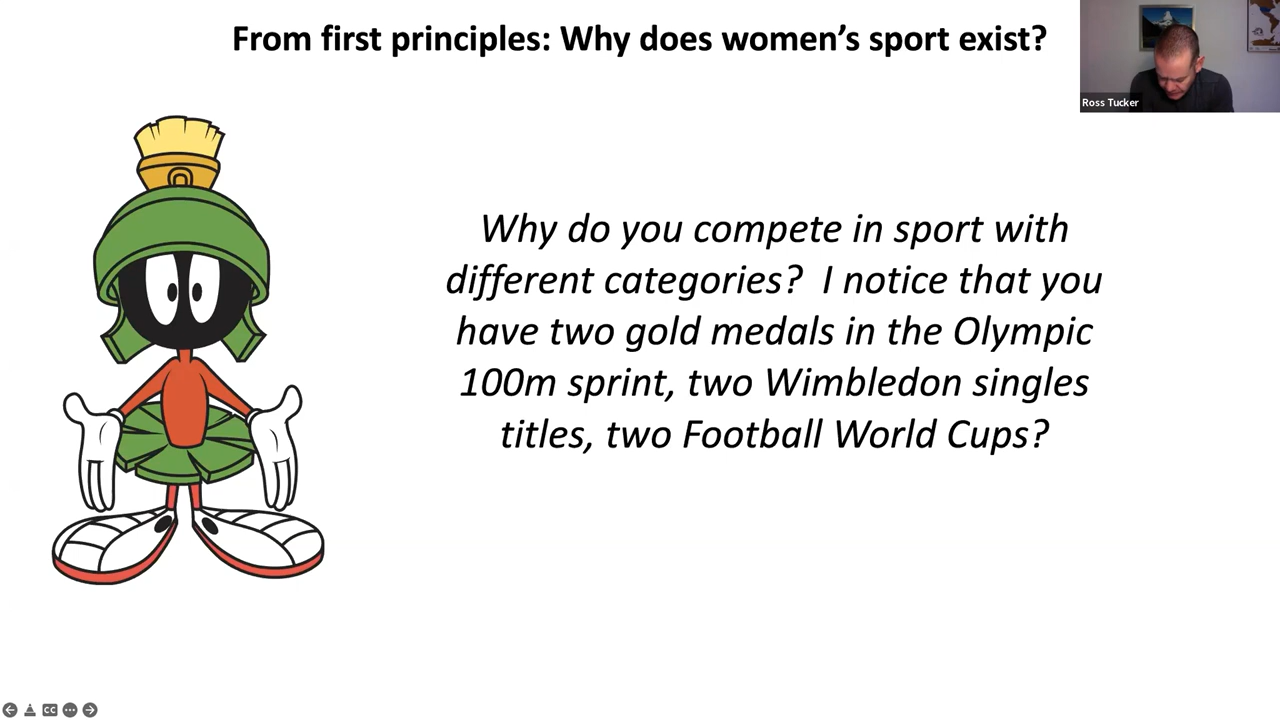 From first principles: Why does women's sport exist?
Ross Tucker
Why do you compete in sport with
different categories?  I notice that you
have two gold medals in the Olympic
100m sprint, two Wimbledon singles
titles, two Football World Cups?
CC